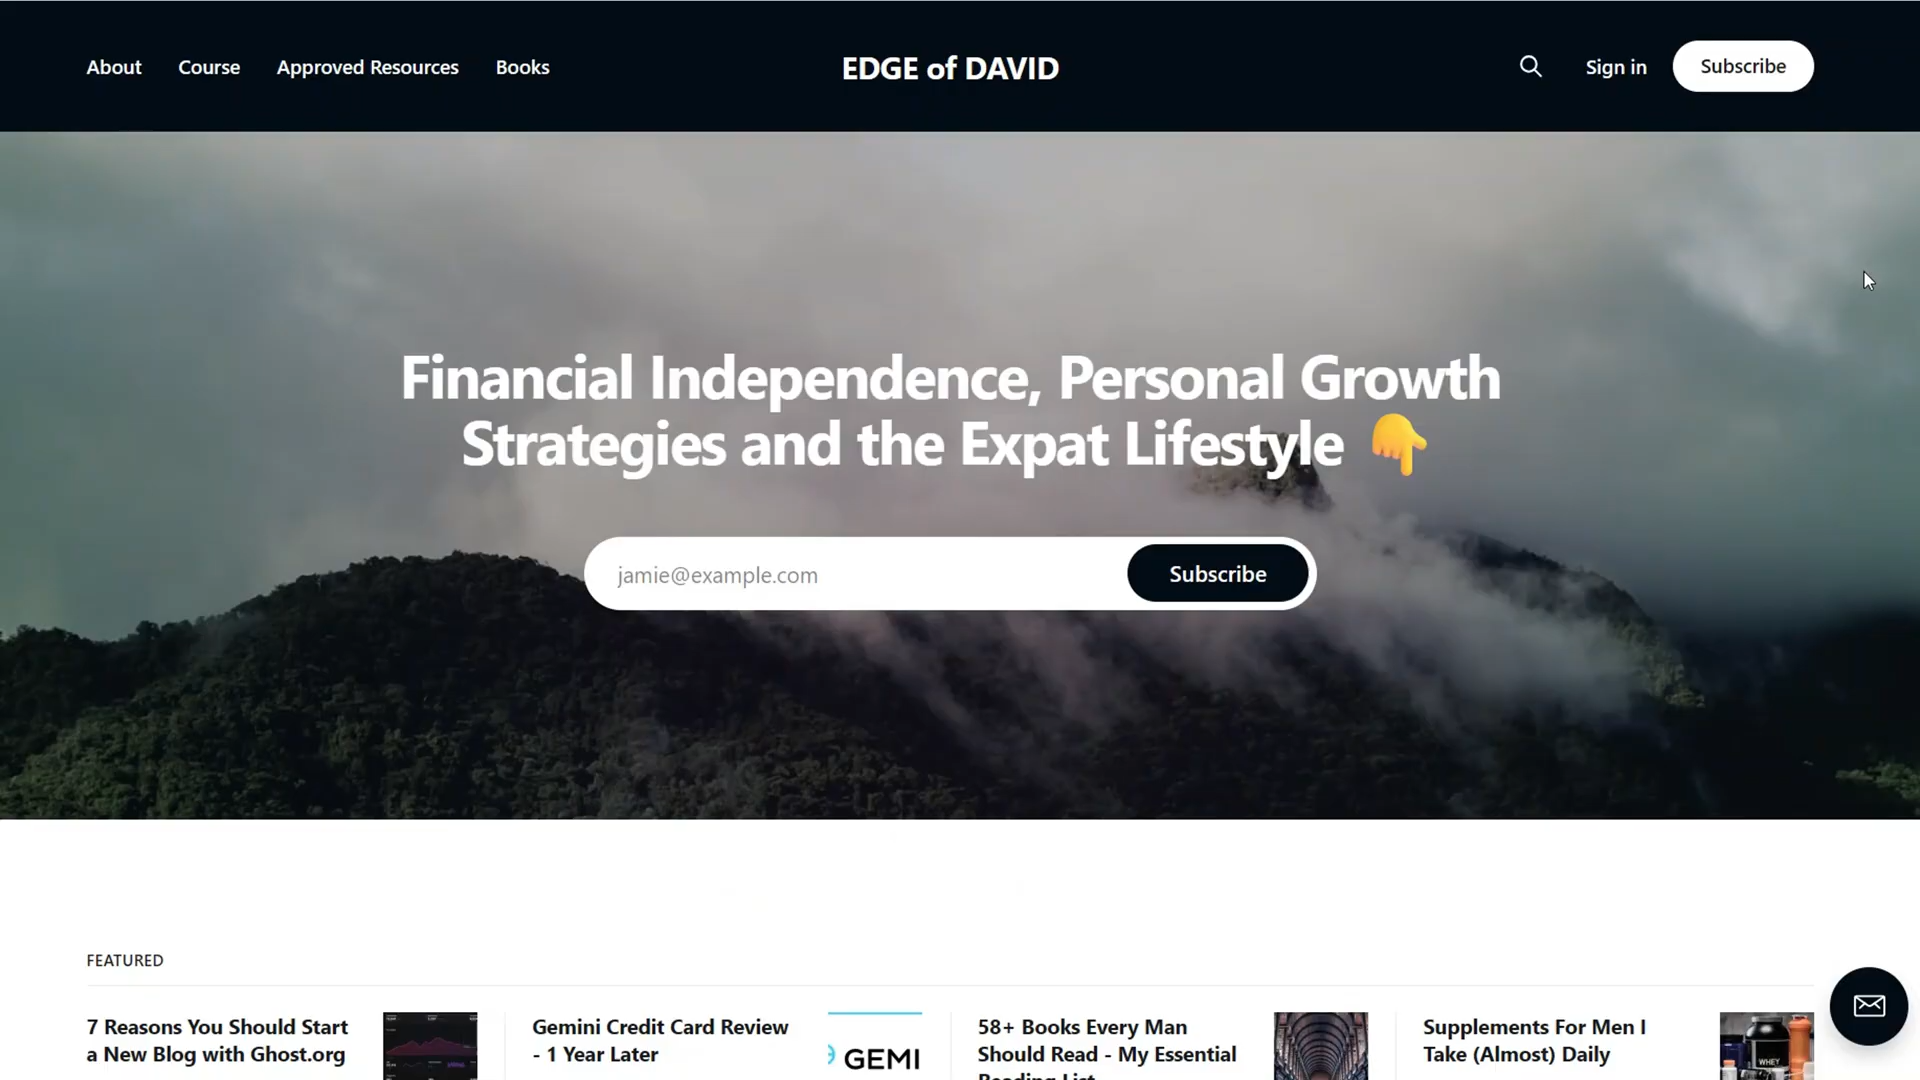 About
Course
Approved Resources
Books
EDGE of DAVID
Sign in
Subscribe
Financial Independence, Personal Growth
Strategies and the Expat Lifestyle 👇
jamie@example.com
Subscribe
FEATURED
7 Reasons You Should Start
a New Blog with Ghost.org
Gemini Credit Card Review
- 1 Year Later
GEMI
58+ Books Every Man
Should Read - My Essential
Reading List
Supplements For Men I
Take (Almost) Daily
WHEY